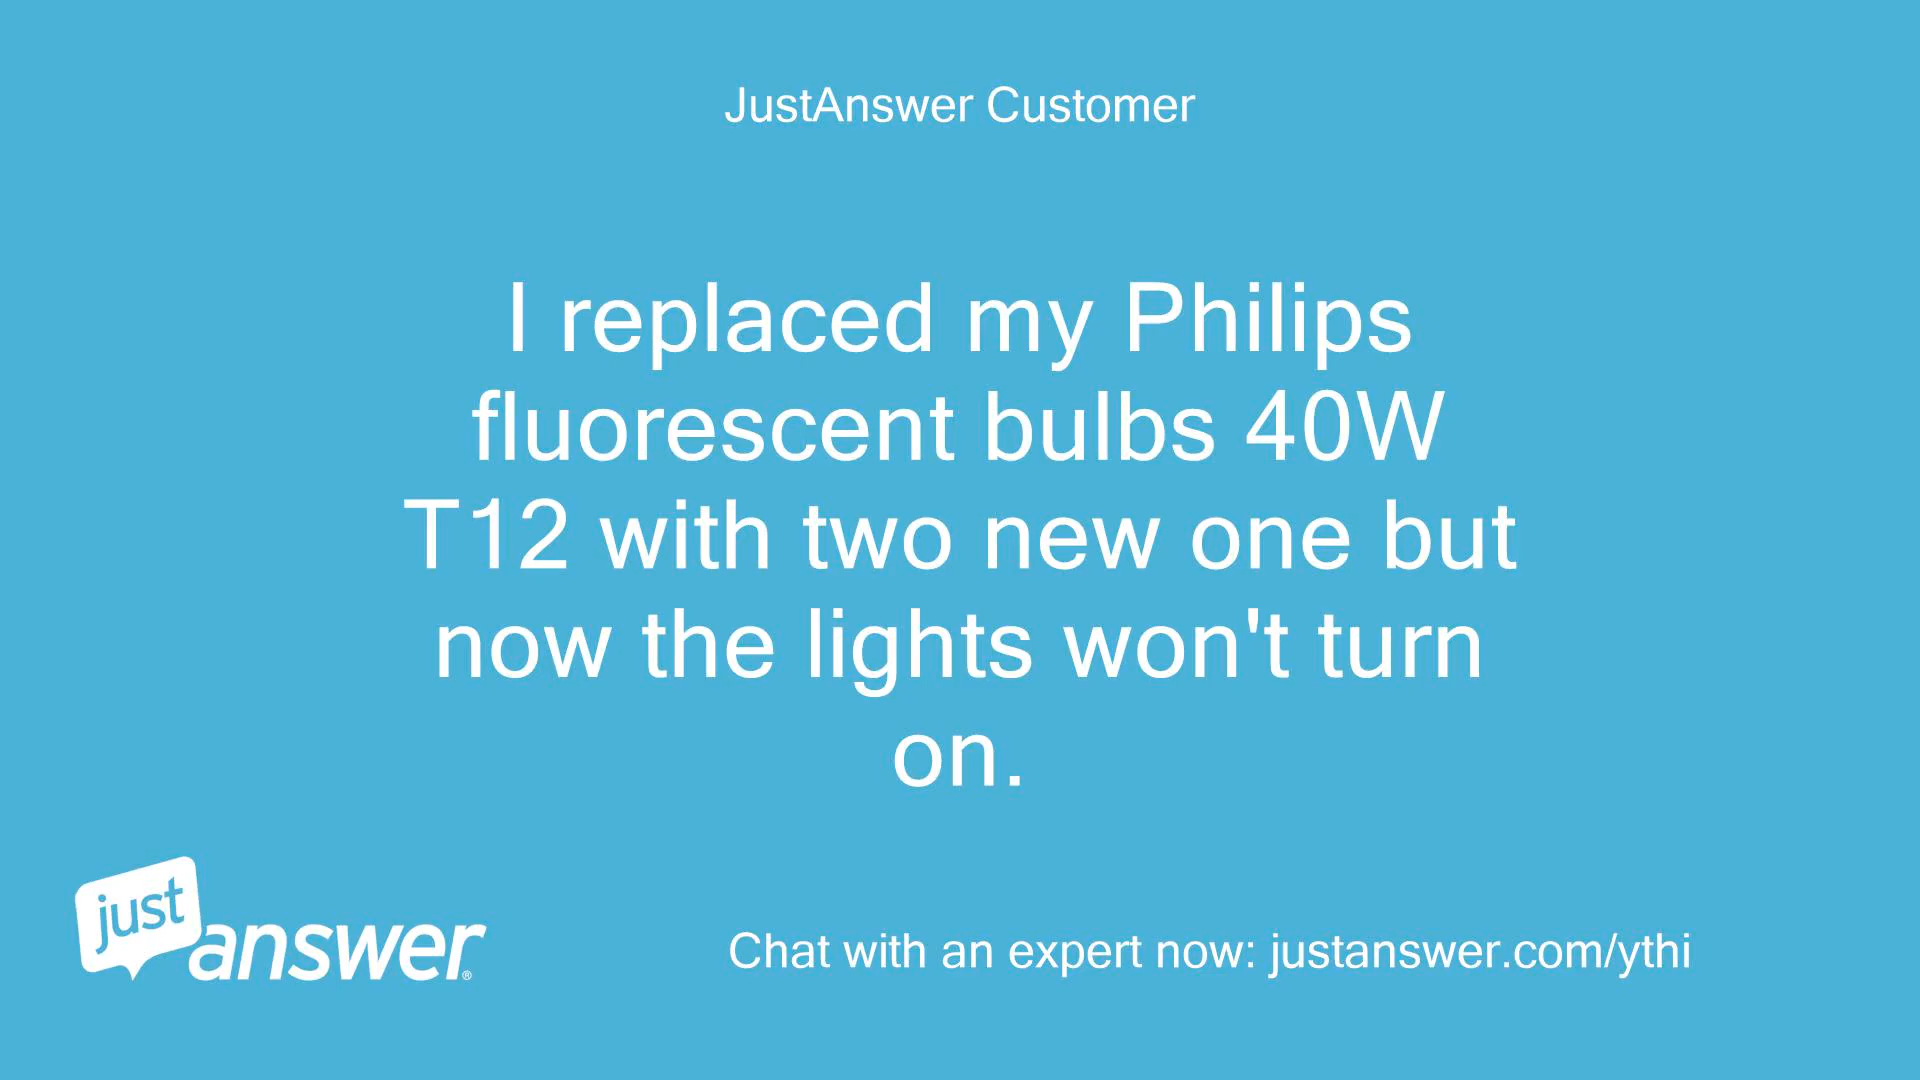 JustAnswer Customer
I replaced my Philips
fluorescent bulbs 40W
T12 with two new one but
now the lights won't turn
on.
just
answer®
Chat with an expert now: justanswer.com/ythi